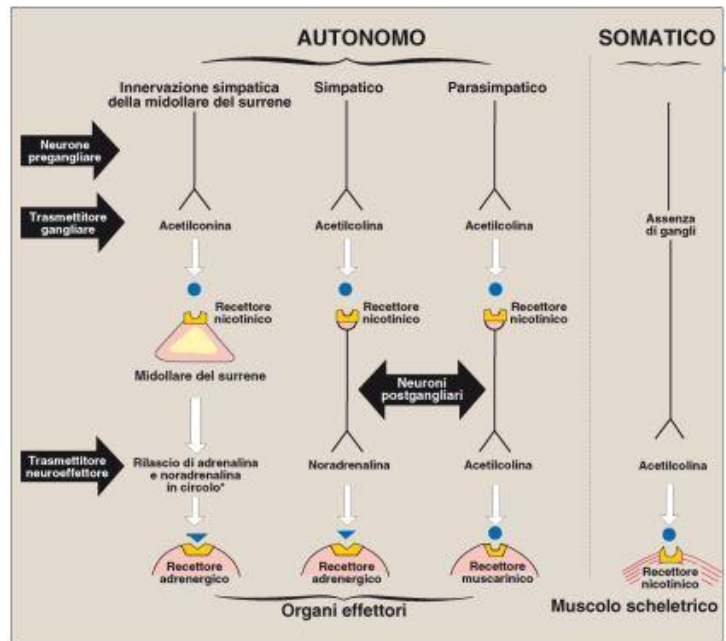 AUTONOMO
SOMATICO
Innervazione simpatica
della midollare del surrene
Simpatico
Parasimpatico
Neurone
pregangliare
Trasmettitore
gangliare
Acetilconina
Acetilcolina
Acetilcolina
Assenza
di gangli
Recettore
nicotinico
Recettore
nicotinico
Recettore
nicotinico
Midollare del surrene
Neuroni
postgangliari
Trasmettitore
neuroeffettore
Rilascio di adrenalina
e noradrenalina
in circolo*
Noradrenalina
Acetilcolina
Acetilcolina
Recettore
adrenergico
Recettore
adrenergico
Recettore
muscarinico
Recettore
nicotinico
Organi effettori
Muscolo scheletrico